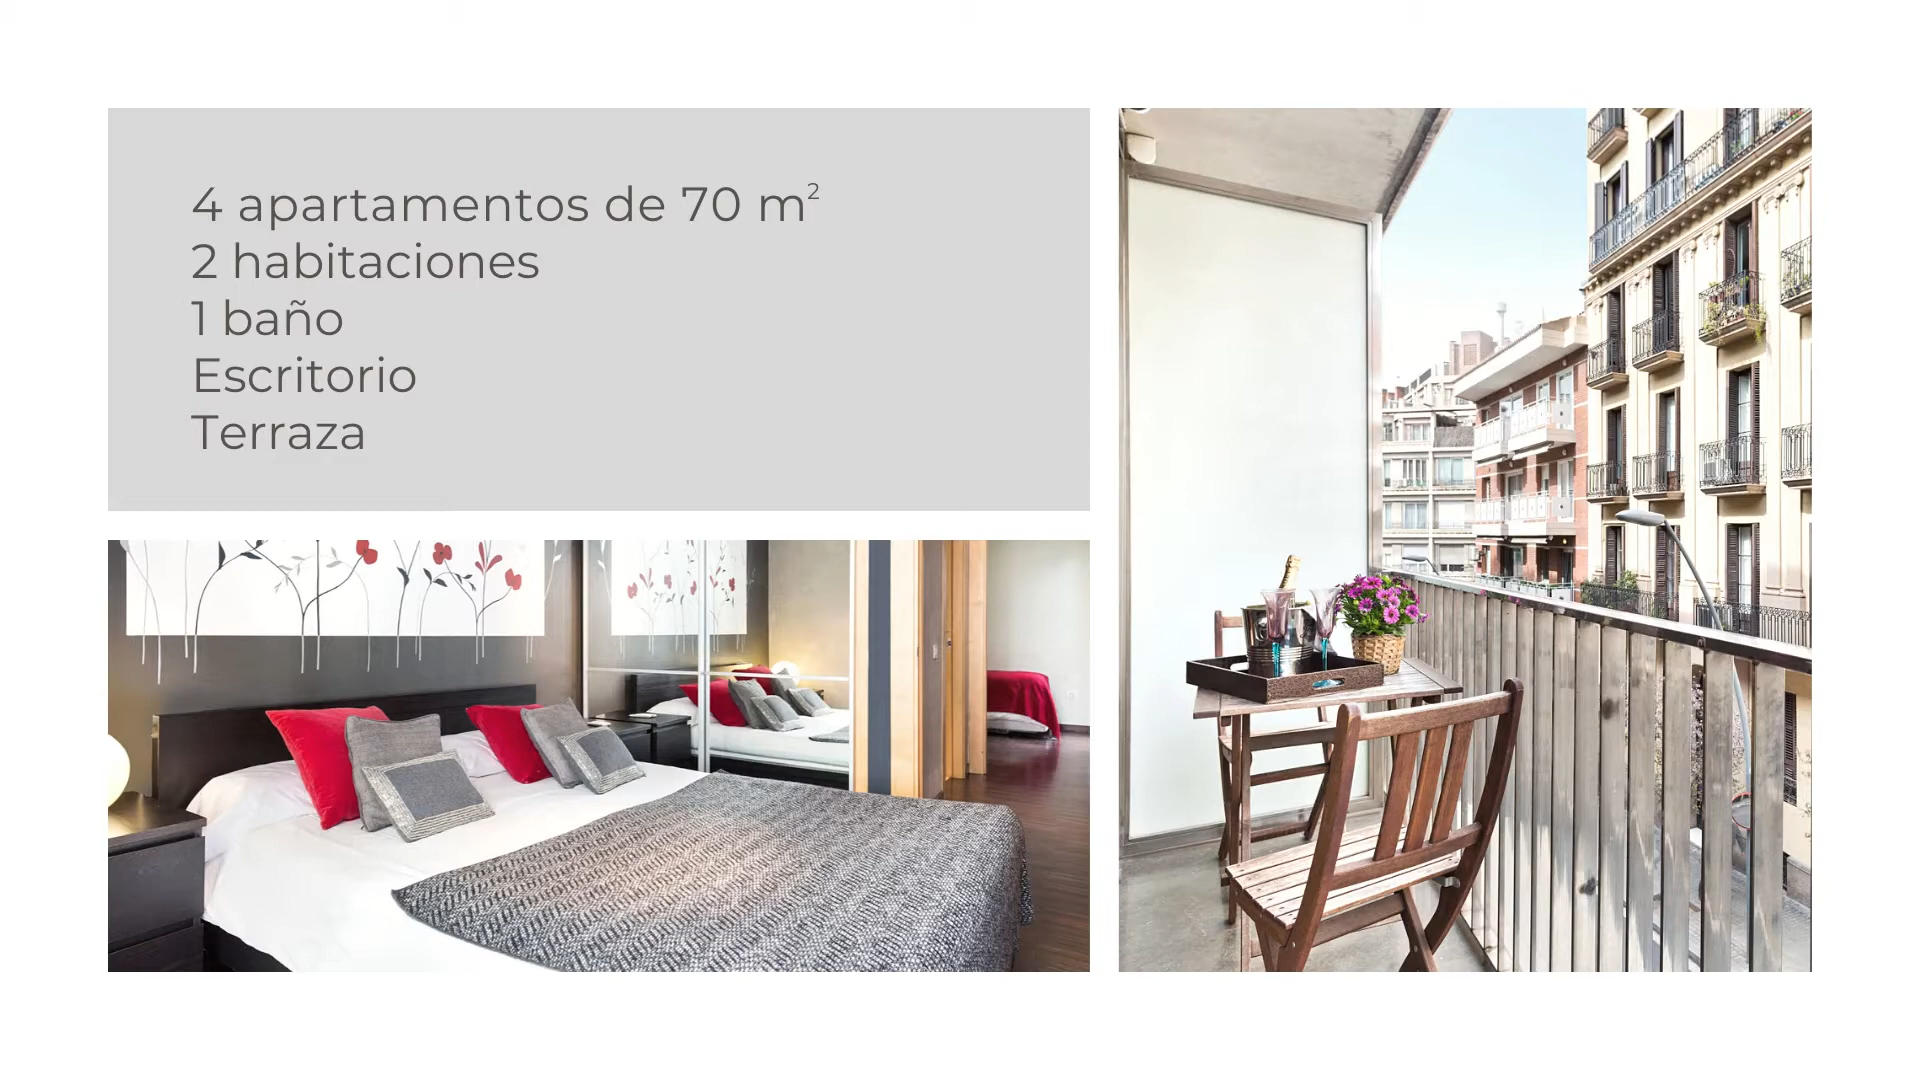 4 apartamentos de 70 m²
2 habitaciones
1 baño
Escritorio
Terraza